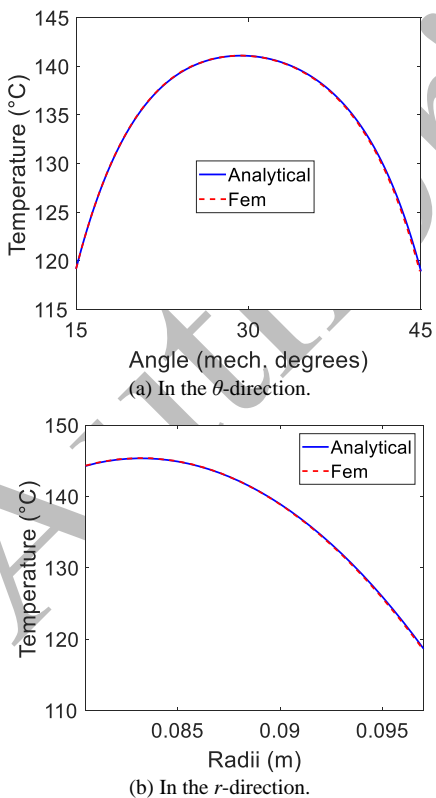 145
140
135
130
125
120
115
Temperature (°C)
Analytical
Fem
15
30
45
Angle (mech. degrees)
(a) In the θ-direction.
150
140
130
120
110
Temperature (°C)
Analytical
Fem
0.085
0.09
0.095
Radii (m)
(b) In the r-direction.